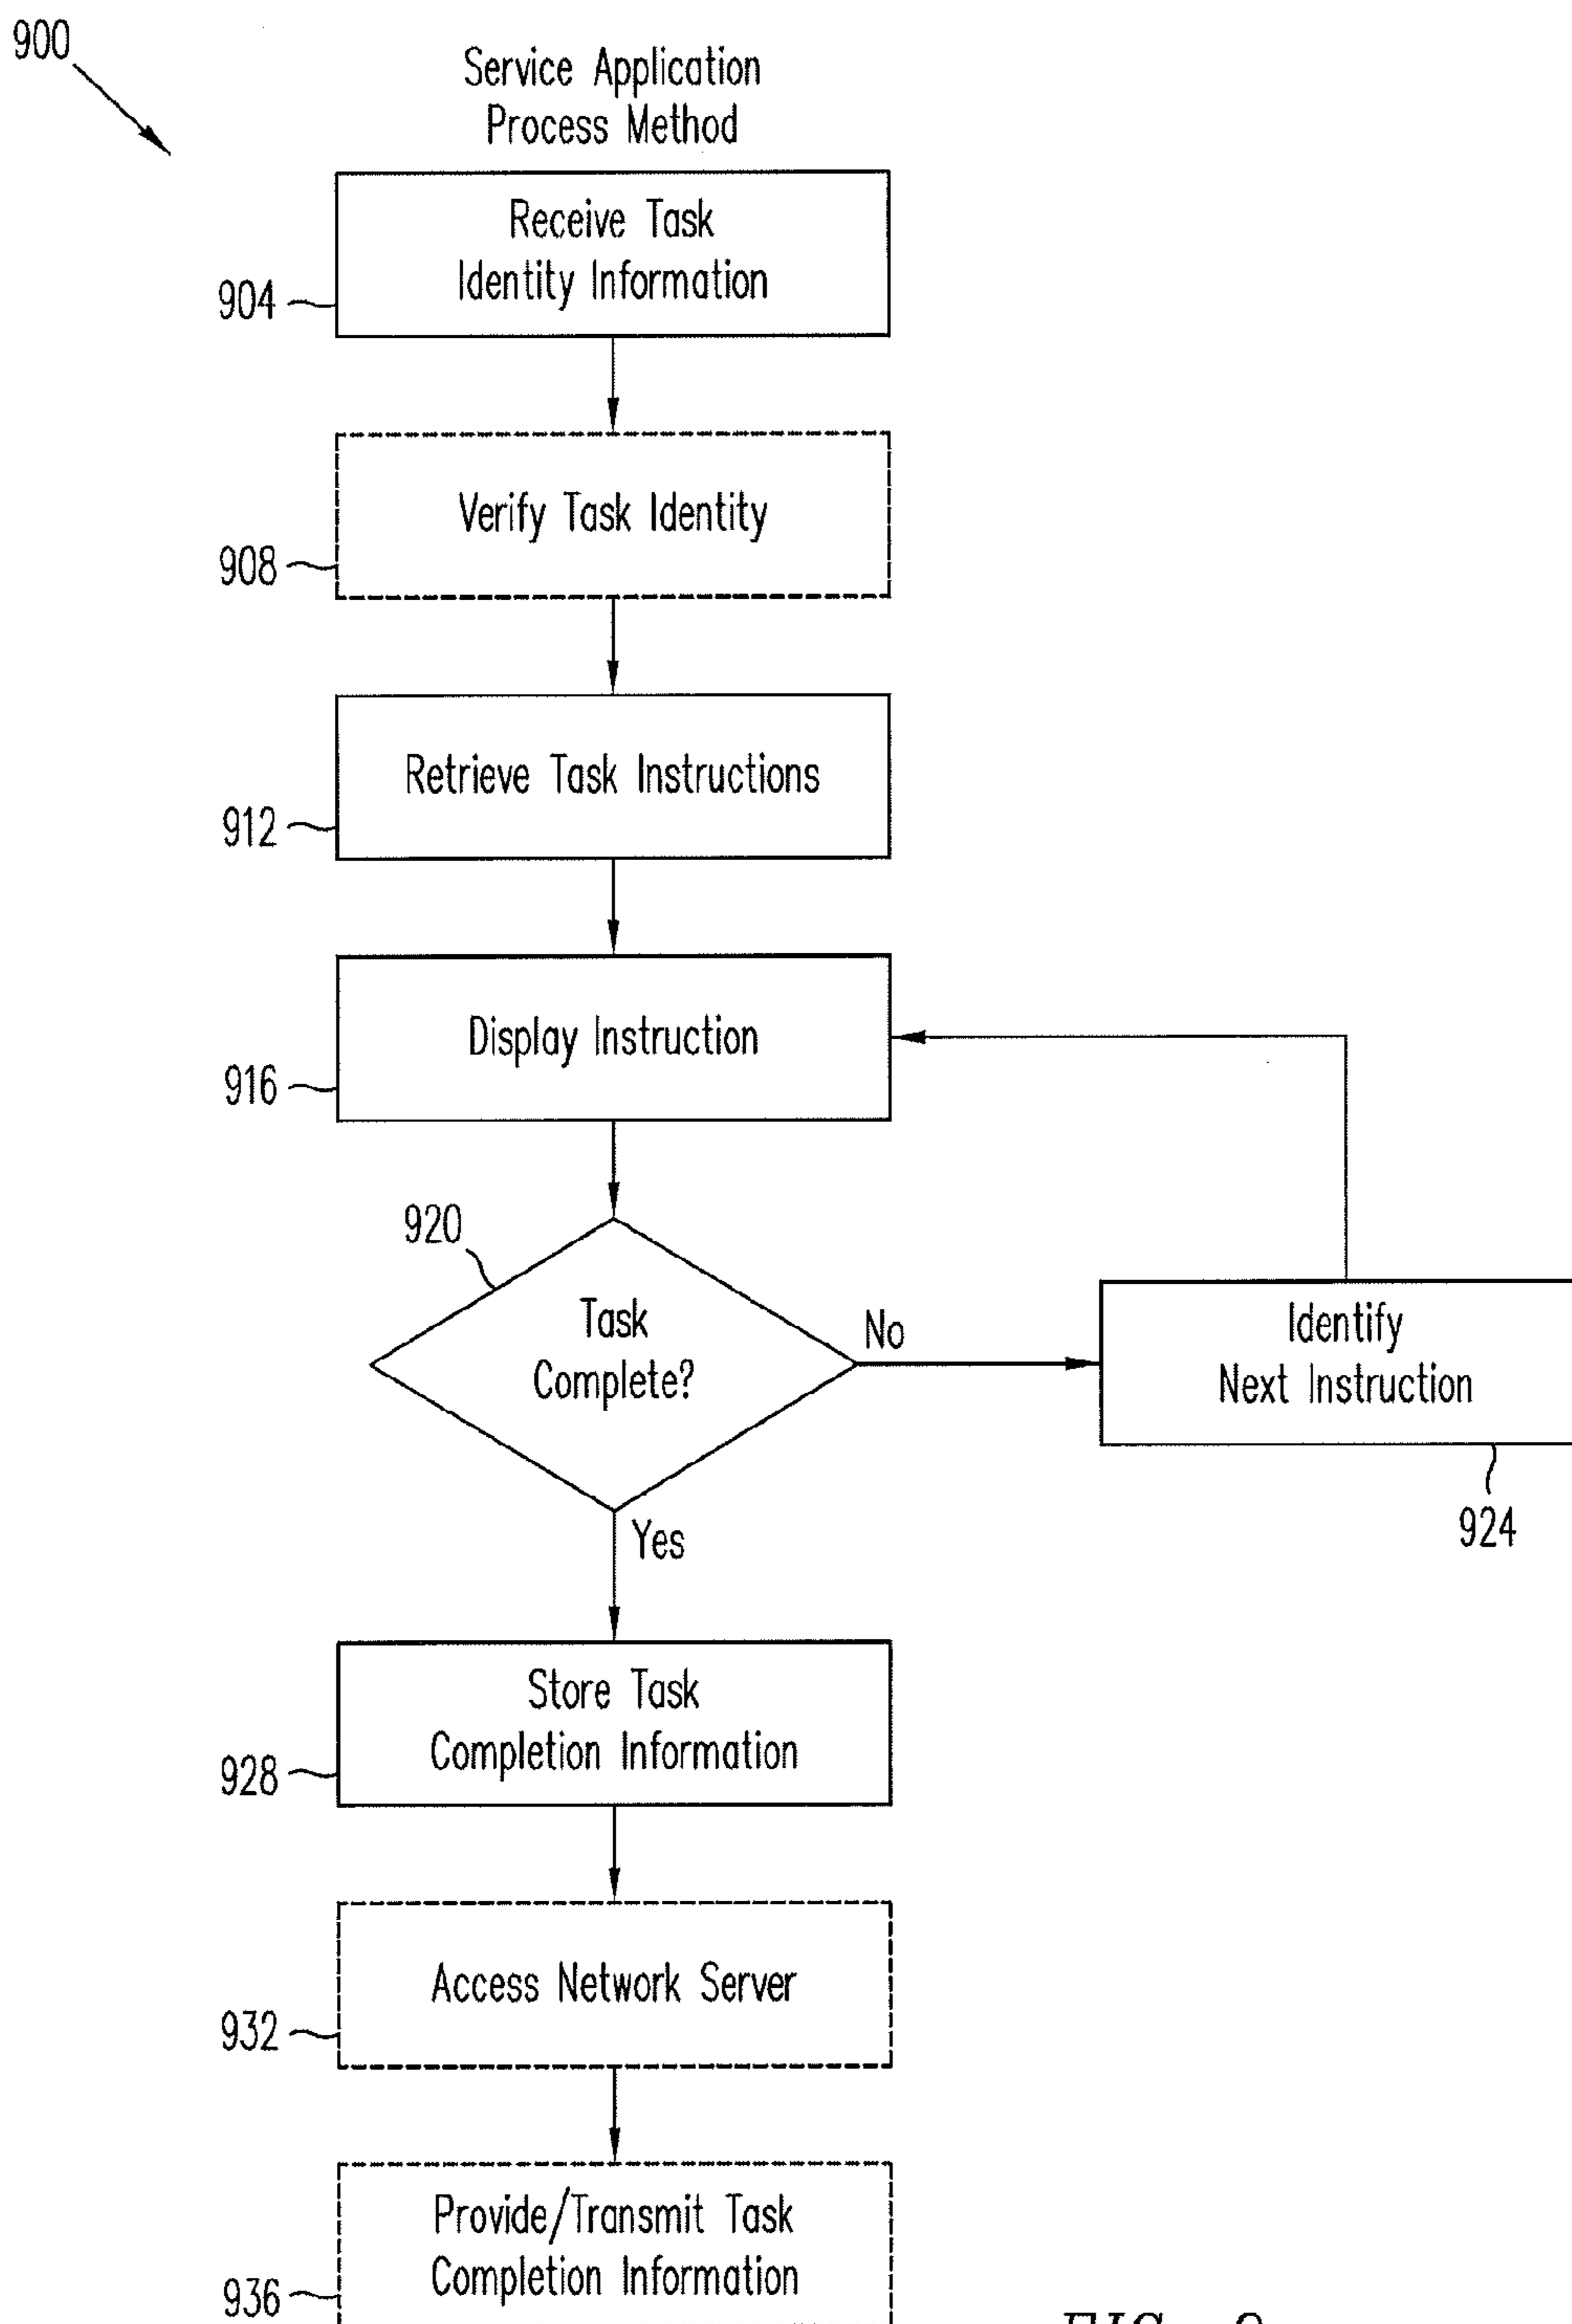 900
Service Application
Process Method
Receive Task
Identity Information
904
Verify Task Identity
908
Retrieve Task Instructions
912
Display Instruction
916
920
Task
Complete?
No
Identify
Next Instruction
924
Yes
Store Task
Completion Information
928
Access Network Server
932
Provide/Transmit Task
Completion Information
936